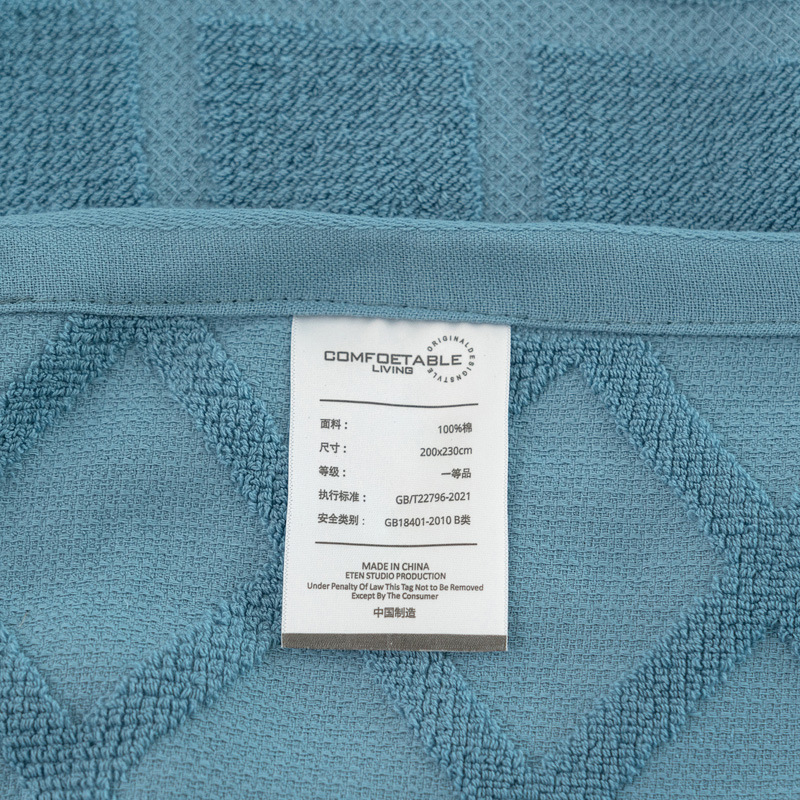 COMFOETABLE
LIVING
ORIGINALDESIGNSTYLE
面料： 100%棉
尺寸： 200x230cm
等级： 一等品
执行标准： GB/T22796-2021
安全类别： GB18401-2010 B类
MADE IN CHINA
ETEN STUDIO PRODUCTION
Under Penalty Of Law This Tag Not to Be Removed
Except By The Consumer
中国制造